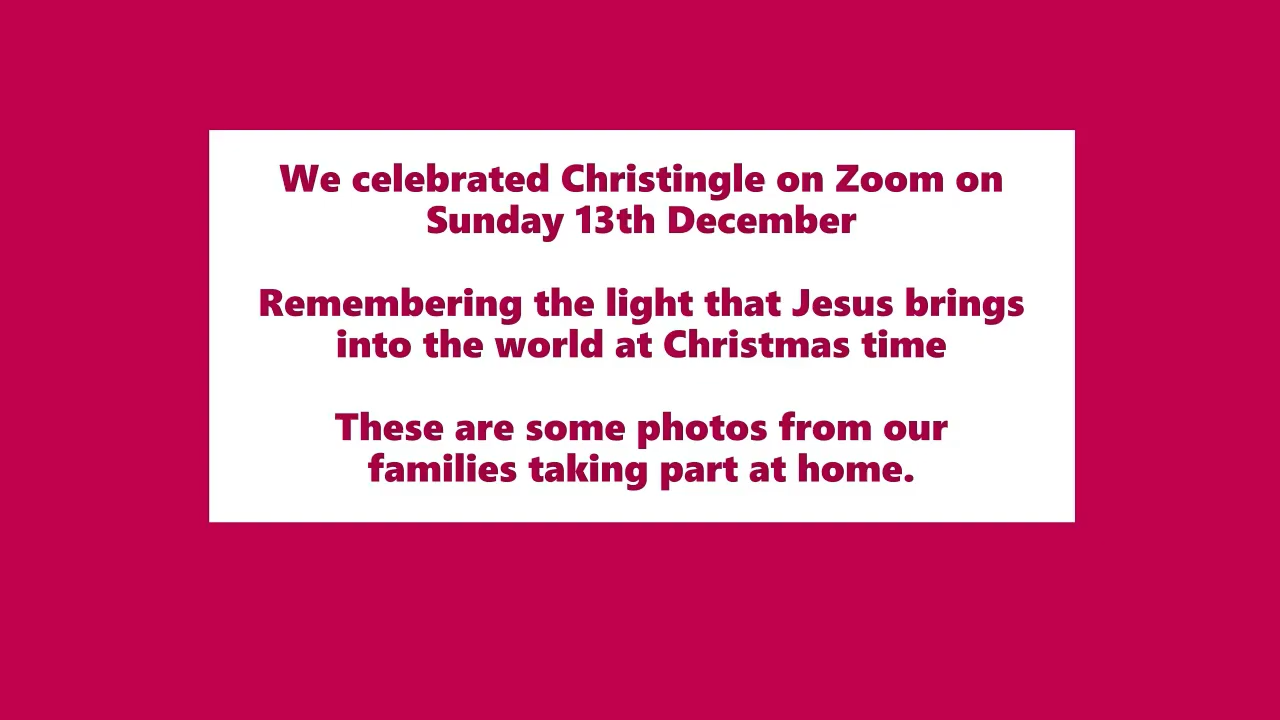 We celebrated Christingle on Zoom on
Sunday 13th December
Remembering the light that Jesus brings
into the world at Christmas time
These are some photos from our
families taking part at home.